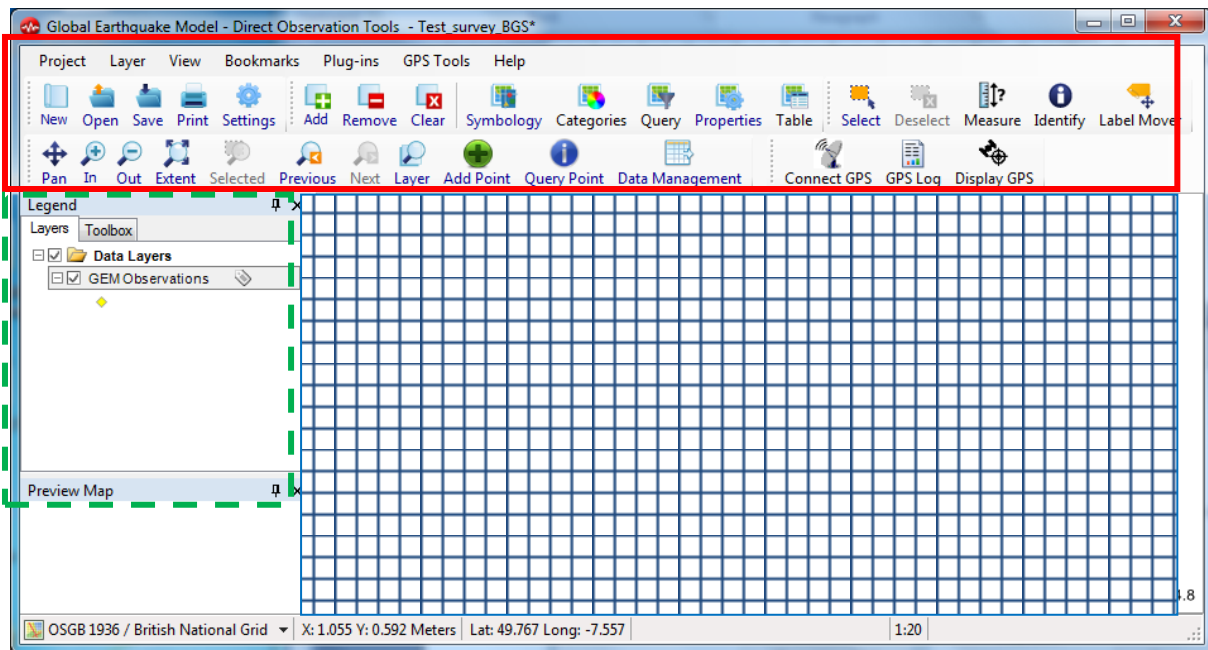 Global Earthquake Model - Direct Observation Tools - Test_survey_BGS*
Project Layer View Bookmarks Plug-ins GPS Tools Help
New Open Save Print Settings Add Remove Clear Symbology Categories Query Properties Table Select Deselect Measure Identify Label Mover
Pan In Out Extent Selected Previous Next Layer Add Point Query Point Data Management Connect GPS GPS Log Display GPS
Legend
Layers Toolbox
Data Layers
GEM Observations
Preview Map
OSGB 1936 / British National Grid X: 1.055 Y: 0.592 Meters Lat: 49.767 Long: -7.557 1:20